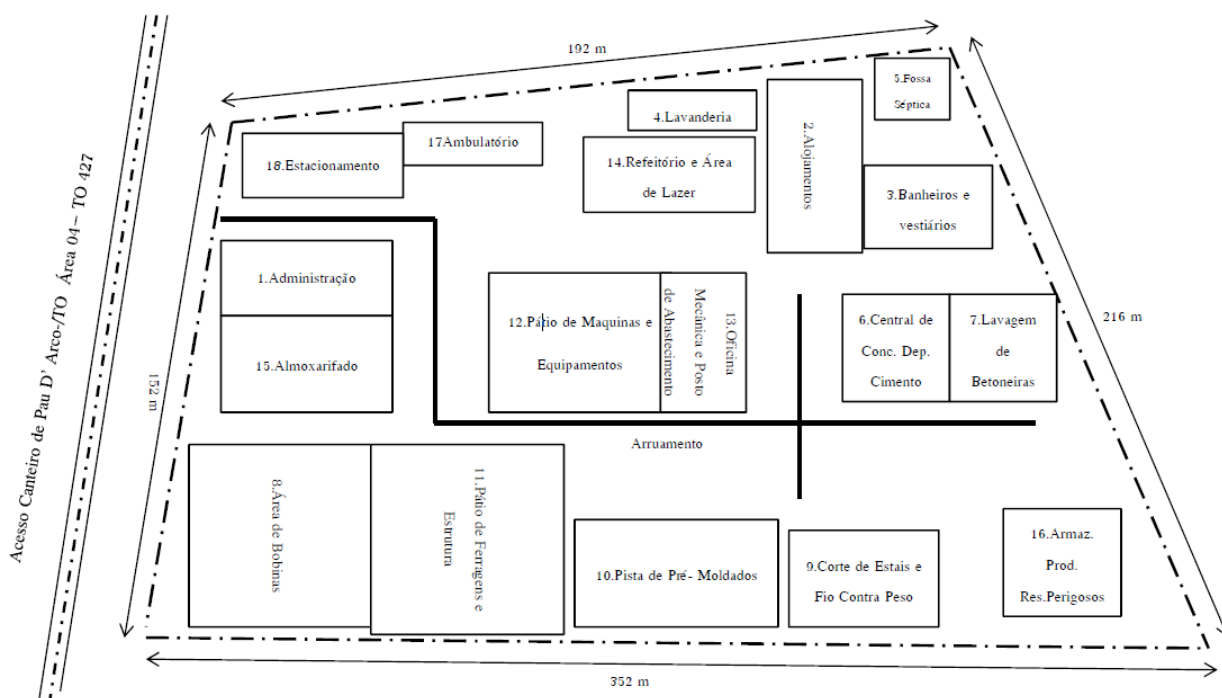 192 m
5.Fossa
Séptica
4.Lavanderia
2.Alojamentos
17Ambulatório
18.Estacionamento
14.Refeitório e Área
de Lazer
3.Banheiros e
vestiários
Acesso Canteiro de Pau D' Arco-/TO Área 04– TO 427
152 m
1.Administração
15.Almoxarifado
12.Pátio de Maquinas e
Equipamentos
13.Oficina
Mecânica e Posto
de Abastecimento
6.Central de
Conc. Dep.
Cimento
7.Lavagem
de
Betoneiras
216 m
Arruamento
8.Área de Bobinas
11.Pátio de Ferragens e
Estrutura
10.Pista de Pré- Moldados
9.Corte de Estais e
Fio Contra Peso
16.Armaz.
Prod.
Res.Perigosos
352 m